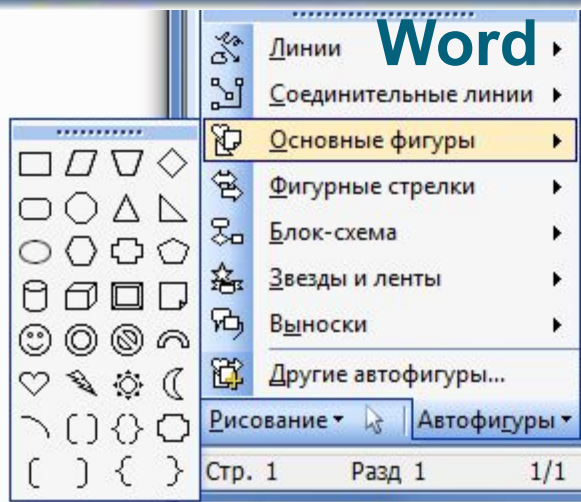 Word
Линии
Соединительные линии
Основные фигуры
Фигурные стрелки
Блок-схема
Звезды и ленты
Выноски
Другие автофигуры...
Рисование Автофигуры
Стр. 1 Разд 1 1/1